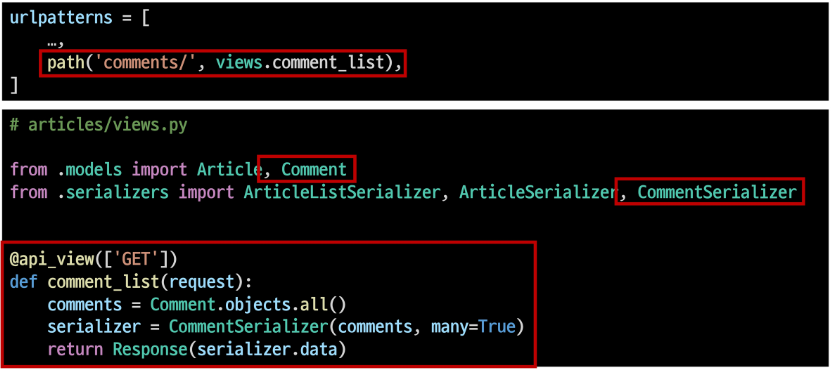 urlpatterns = [
    …,
    path('comments/', views.comment_list),
]
# articles/views.py
from .models import Article, Comment
from .serializers import ArticleListSerializer, ArticleSerializer, CommentSerializer
@api_view(['GET'])
def comment_list(request):
    comments = Comment.objects.all()
    serializer = CommentSerializer(comments, many=True)
    return Response(serializer.data)